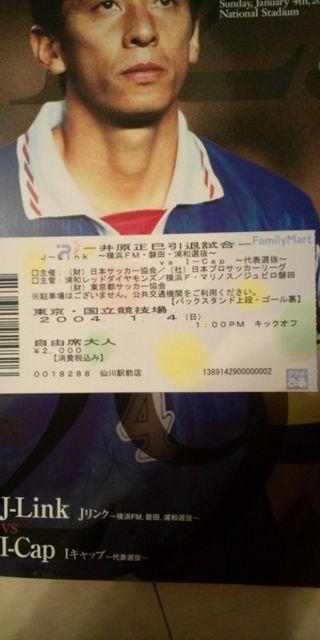 Sunday, January 4th, 20
National Stadium
井原正巳引退試合
FamilyMart
J-Link ～横浜FM・磐田・浦和選抜～
vs I-Cap ～代表選抜～
□主催：（財）日本サッカー協会／（社）日本プロサッカーリーグ
□主管：浦和レッドダイヤモンズ／横浜F・マリノス／ジュビロ磐田
（財）東京都サッカー協会
※駐車場はございません。公共交通機関をご利用ください。
【バックスタンド上段・ゴール裏】
東京・国立競技場
2004. 1. 4(日)
1:00PM キックオフ
自由席大人
¥2,000
【消費税込み】
0018288 仙川駅前店
1389142900000002
チケットぴあ
4
J-Link Jリンク～横浜FM、磐田、浦和選抜～
vs
I-Cap Iキャップ～代表選抜～